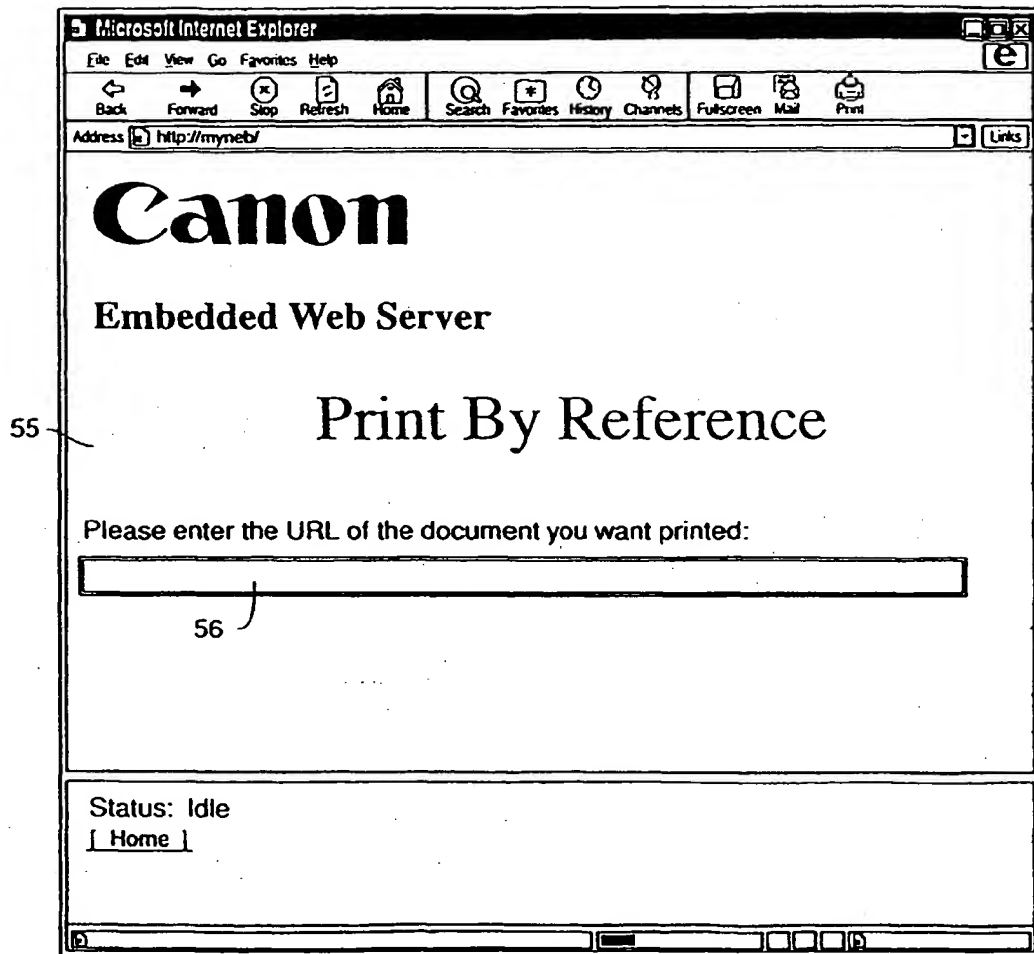 Microsoft Internet Explorer
File Edit View Go Favorites Help
Back Forward Stop Refresh Home Search Favorites History Channels Fullscreen Mail Print
Address http://myneb/ Links
Canon
Embedded Web Server
Print By Reference
55
Please enter the URL of the document you want printed:
56
Status: Idle
[ Home ]